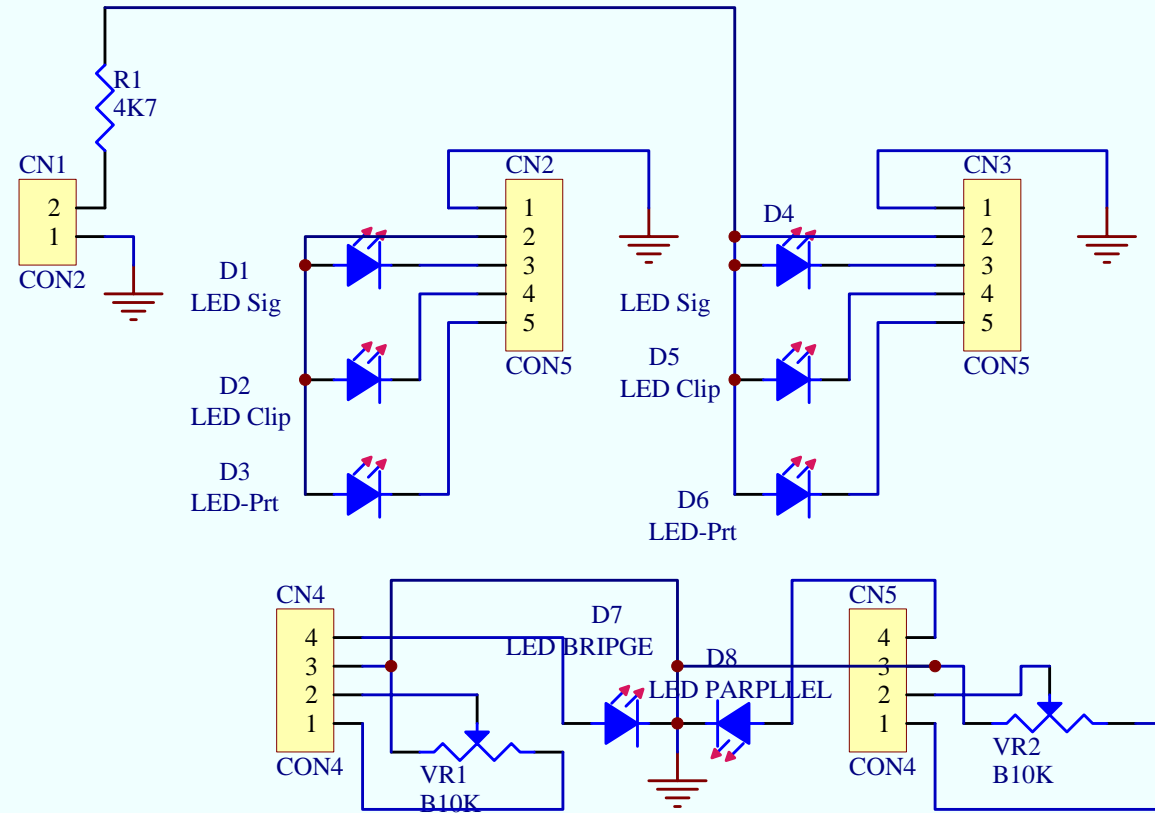 R1
4K7
CN1
2
1
CON2
CN2
1
2
3
4
5
CON5
D1
LED Sig
D2
LED Clip
D3
LED-Prt
CN3
1
2
3
4
5
CON5
D4
LED Sig
D5
LED Clip
D6
LED-Prt
CN4
4
3
2
1
CON4
VR1
B10K
D7
LED BRIPGE
D8
LED PARPLLEL
CN5
4
3
2
1
CON4
VR2
B10K